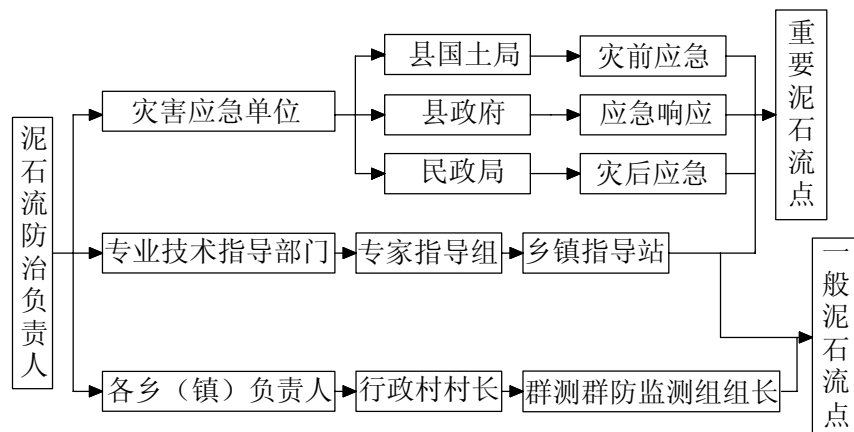 泥石流防治负责人
灾害应急单位
县国土局
灾前应急
县政府
应急响应
民政局
灾后应急
重要泥石流点
专业技术指导部门
专家指导组
乡镇指导站
各乡（镇）负责人
行政村村长
群测群防监测组组长
一般泥石流点